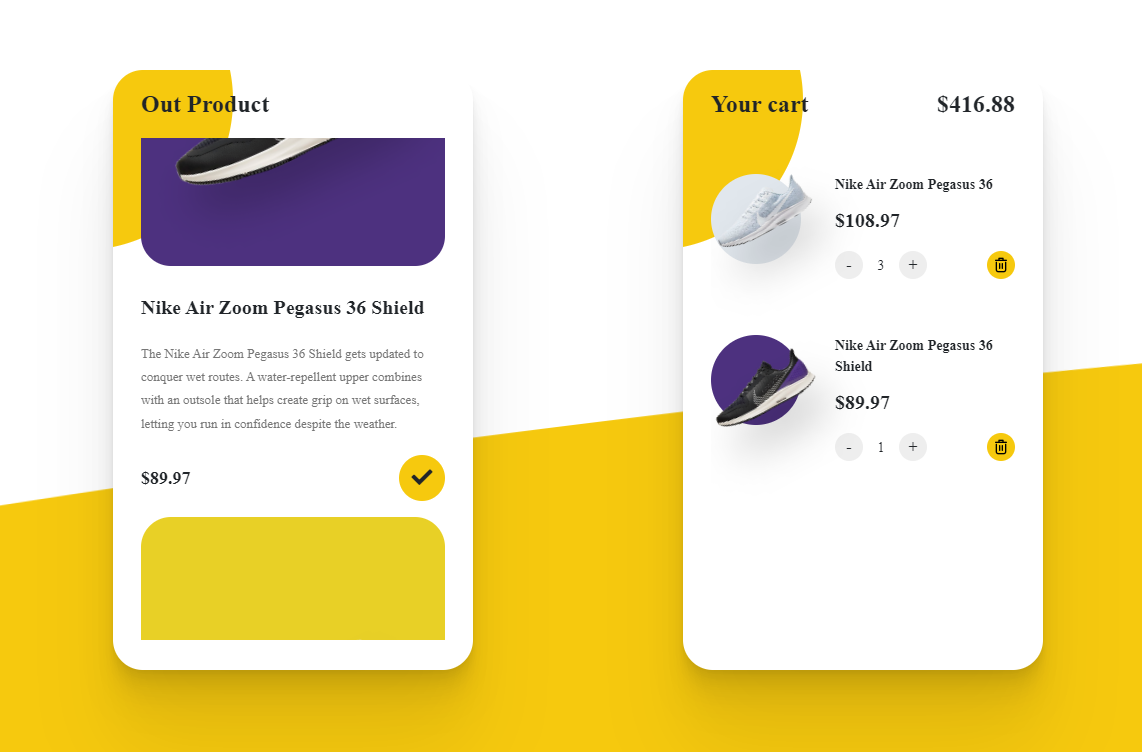 Out Product
Nike Air Zoom Pegasus 36 Shield
The Nike Air Zoom Pegasus 36 Shield gets updated to
conquer wet routes. A water-repellent upper combines
with an outsole that helps create grip on wet surfaces,
letting you run in confidence despite the weather.
$89.97
Your cart
$416.88
Nike Air Zoom Pegasus 36
$108.97
- 3 +
Nike Air Zoom Pegasus 36
Shield
$89.97
- 1 +